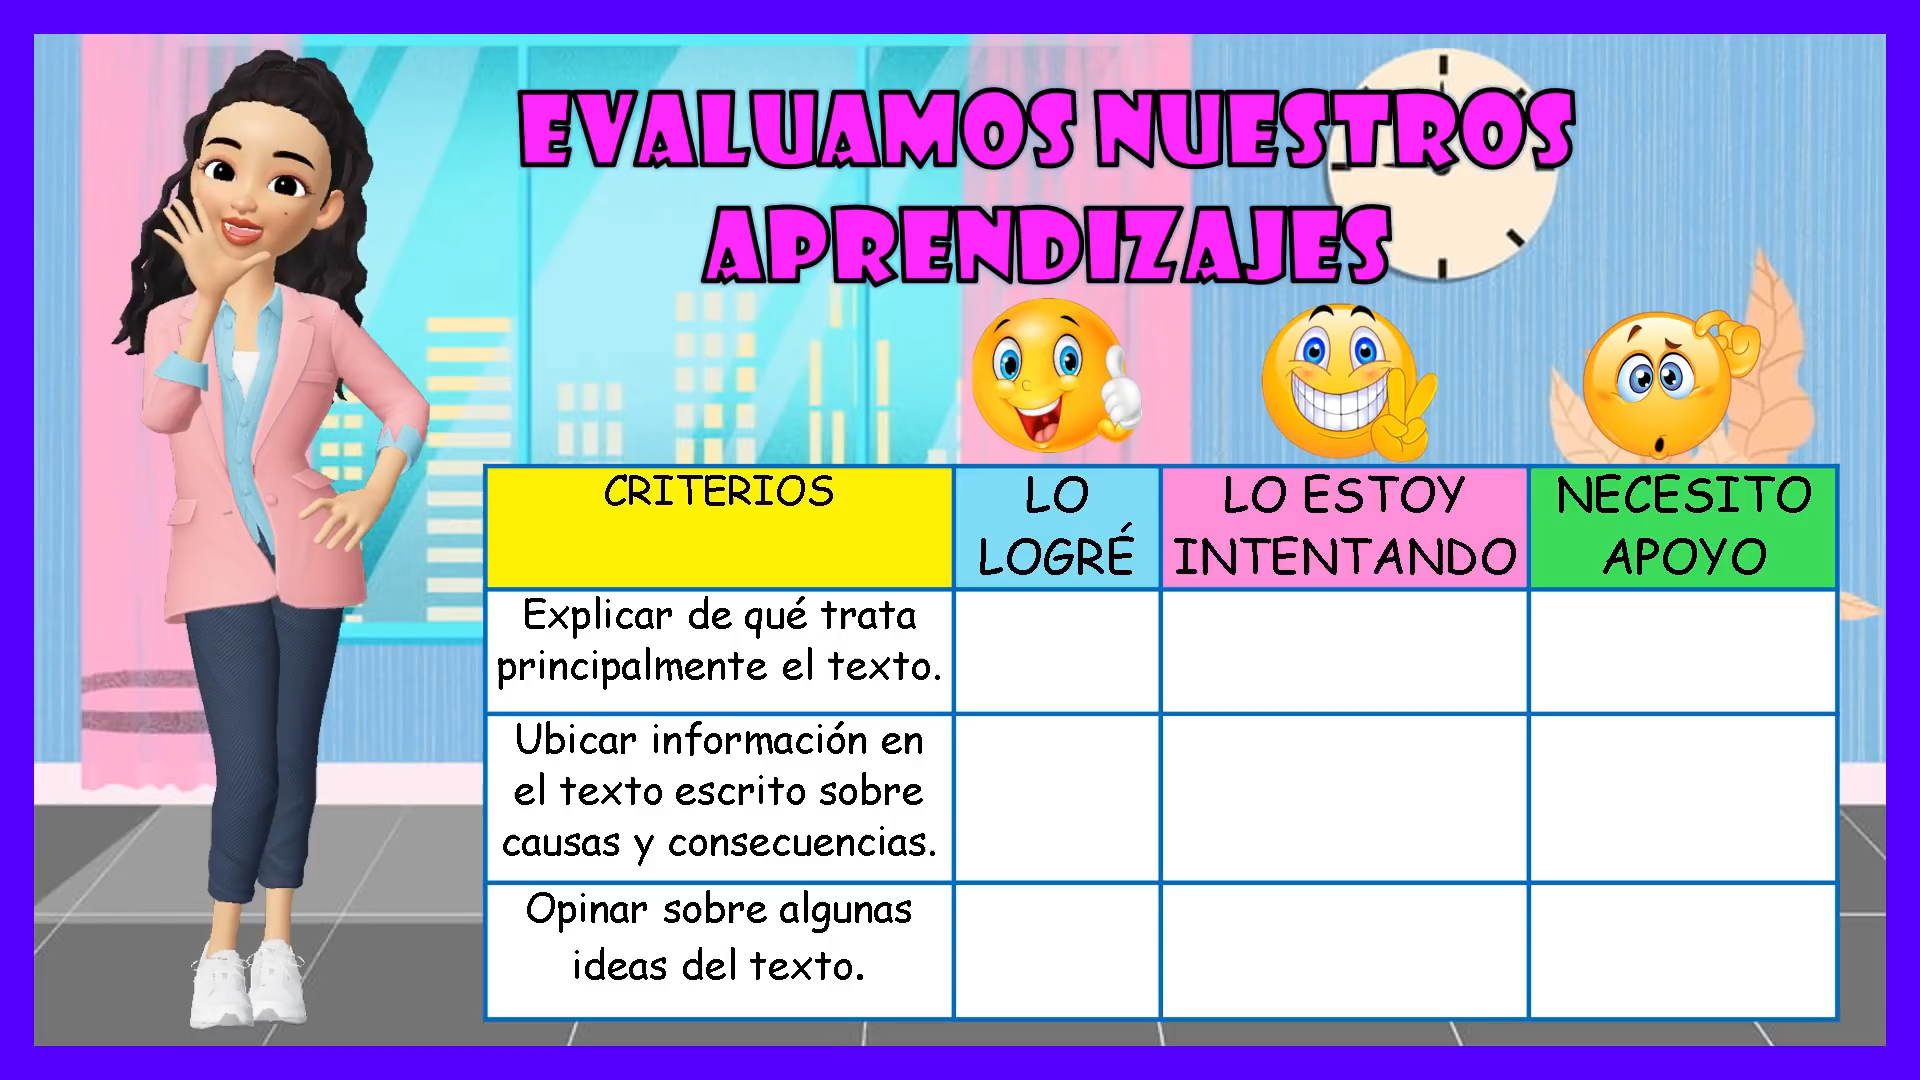 EVALUAMOS NUESTROS
APRENDIZAJES
CRITERIOS
LO
LOGRÉ
LO ESTOY
INTENTANDO
NECESITO
APOYO
Explicar de qué trata
principalmente el texto.
Ubicar información en
el texto escrito sobre
causas y consecuencias.
Opinar sobre algunas
ideas del texto.